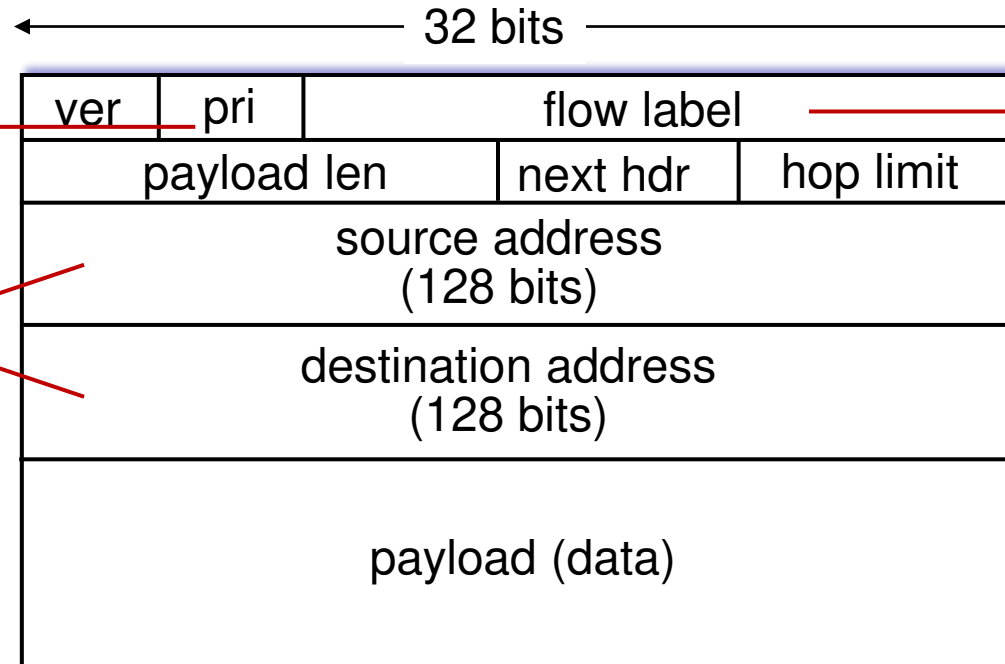 32 bits
ver pri flow label
payload len next hdr hop limit
source address
(128 bits)
destination address
(128 bits)
payload (data)